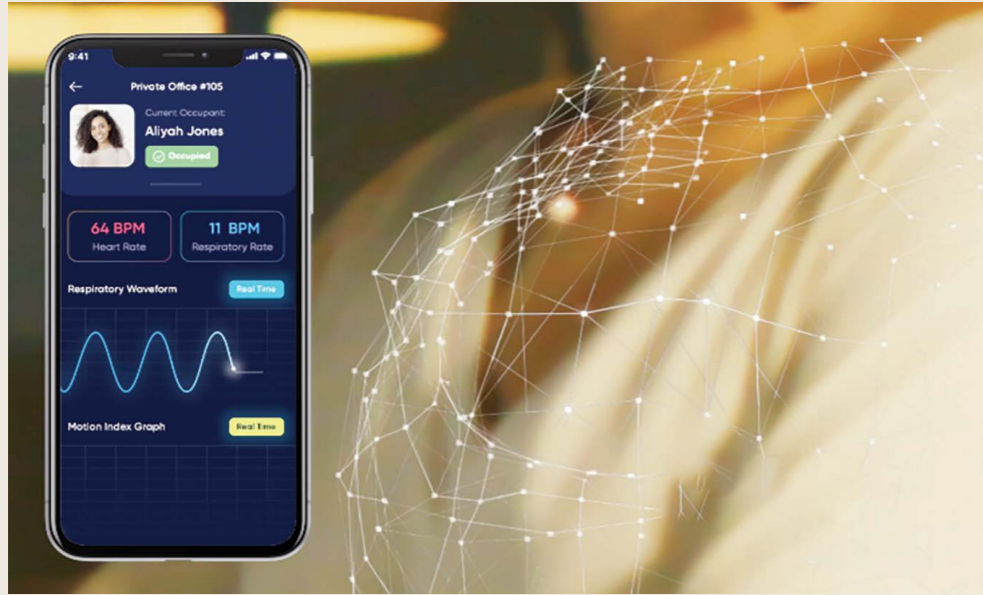 9:41
Private Office #105
Current Occupant:
Aliyah Jones
Occupied
64 BPM
Heart Rate
11 BPM
Respiratory Rate
Respiratory Waveform
Real Time
Motion Index Graph
Real Time